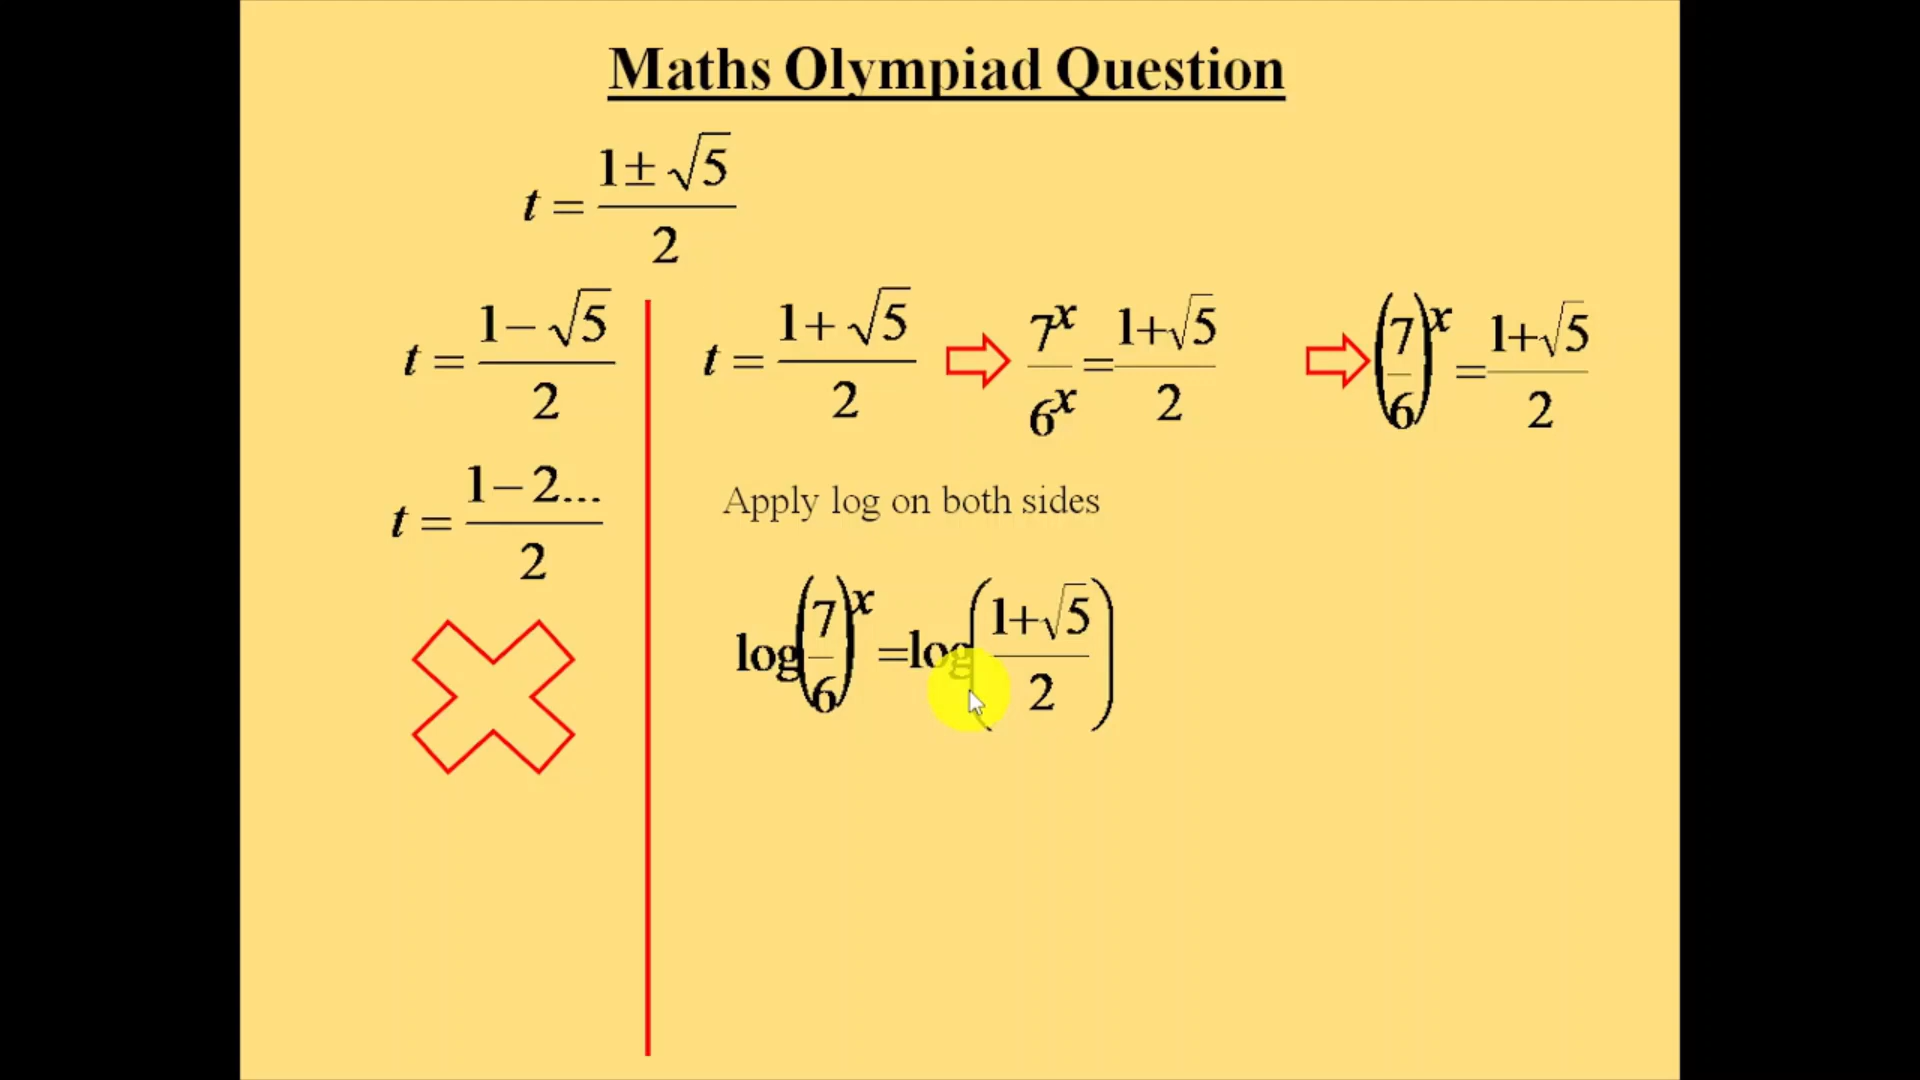 Maths Olympiad Question
t = (1 ± √5) / 2
t = (1 − √5) / 2
t = (1 + √5) / 2 ⇨ 7^x / 6^x = (1+√5) / 2 ⇨ (7/6)^x = (1+√5) / 2
t = (1 − 2...) / 2
Apply log on both sides
log(7/6)^x = log((1+√5) / 2)